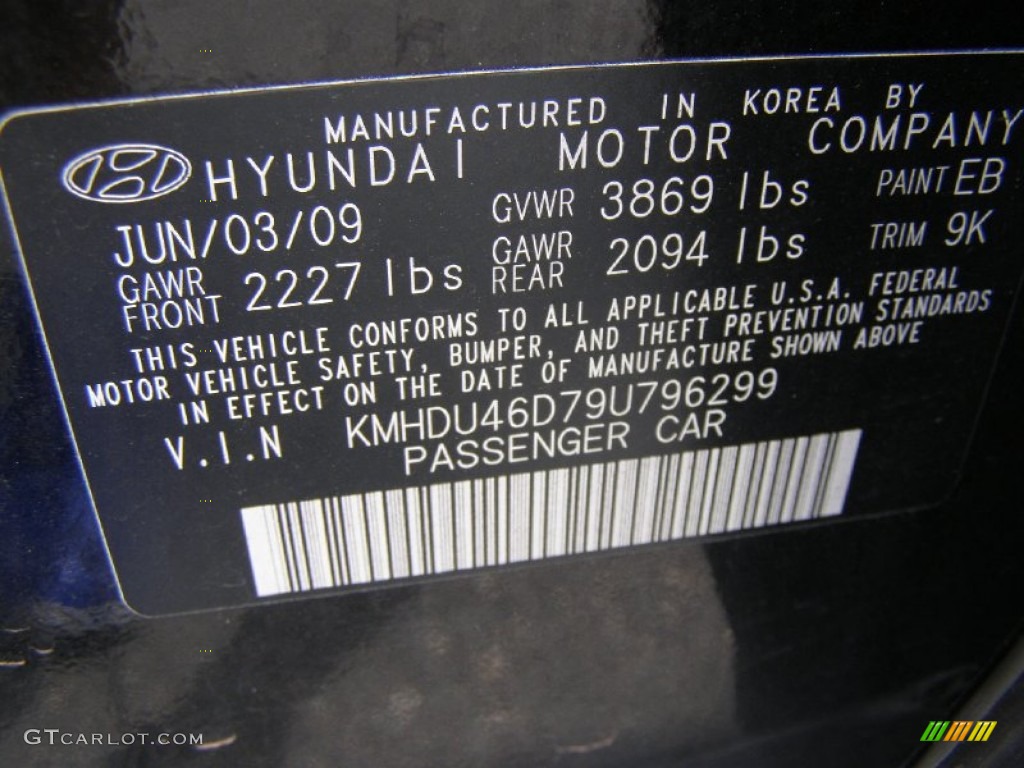 MANUFACTURED IN KOREA BY
HYUNDAI MOTOR COMPANY
JUN/03/09 GVWR 3869 lbs PAINT EB
GAWR FRONT 2227 lbs GAWR REAR 2094 lbs TRIM 9K
THIS VEHICLE CONFORMS TO ALL APPLICABLE U.S.A. FEDERAL
MOTOR VEHICLE SAFETY, BUMPER, AND THEFT PREVENTION STANDARDS
IN EFFECT ON THE DATE OF MANUFACTURE SHOWN ABOVE
V.I.N KMHDU46D79U796299
PASSENGER CAR
GTCARLOT.COM